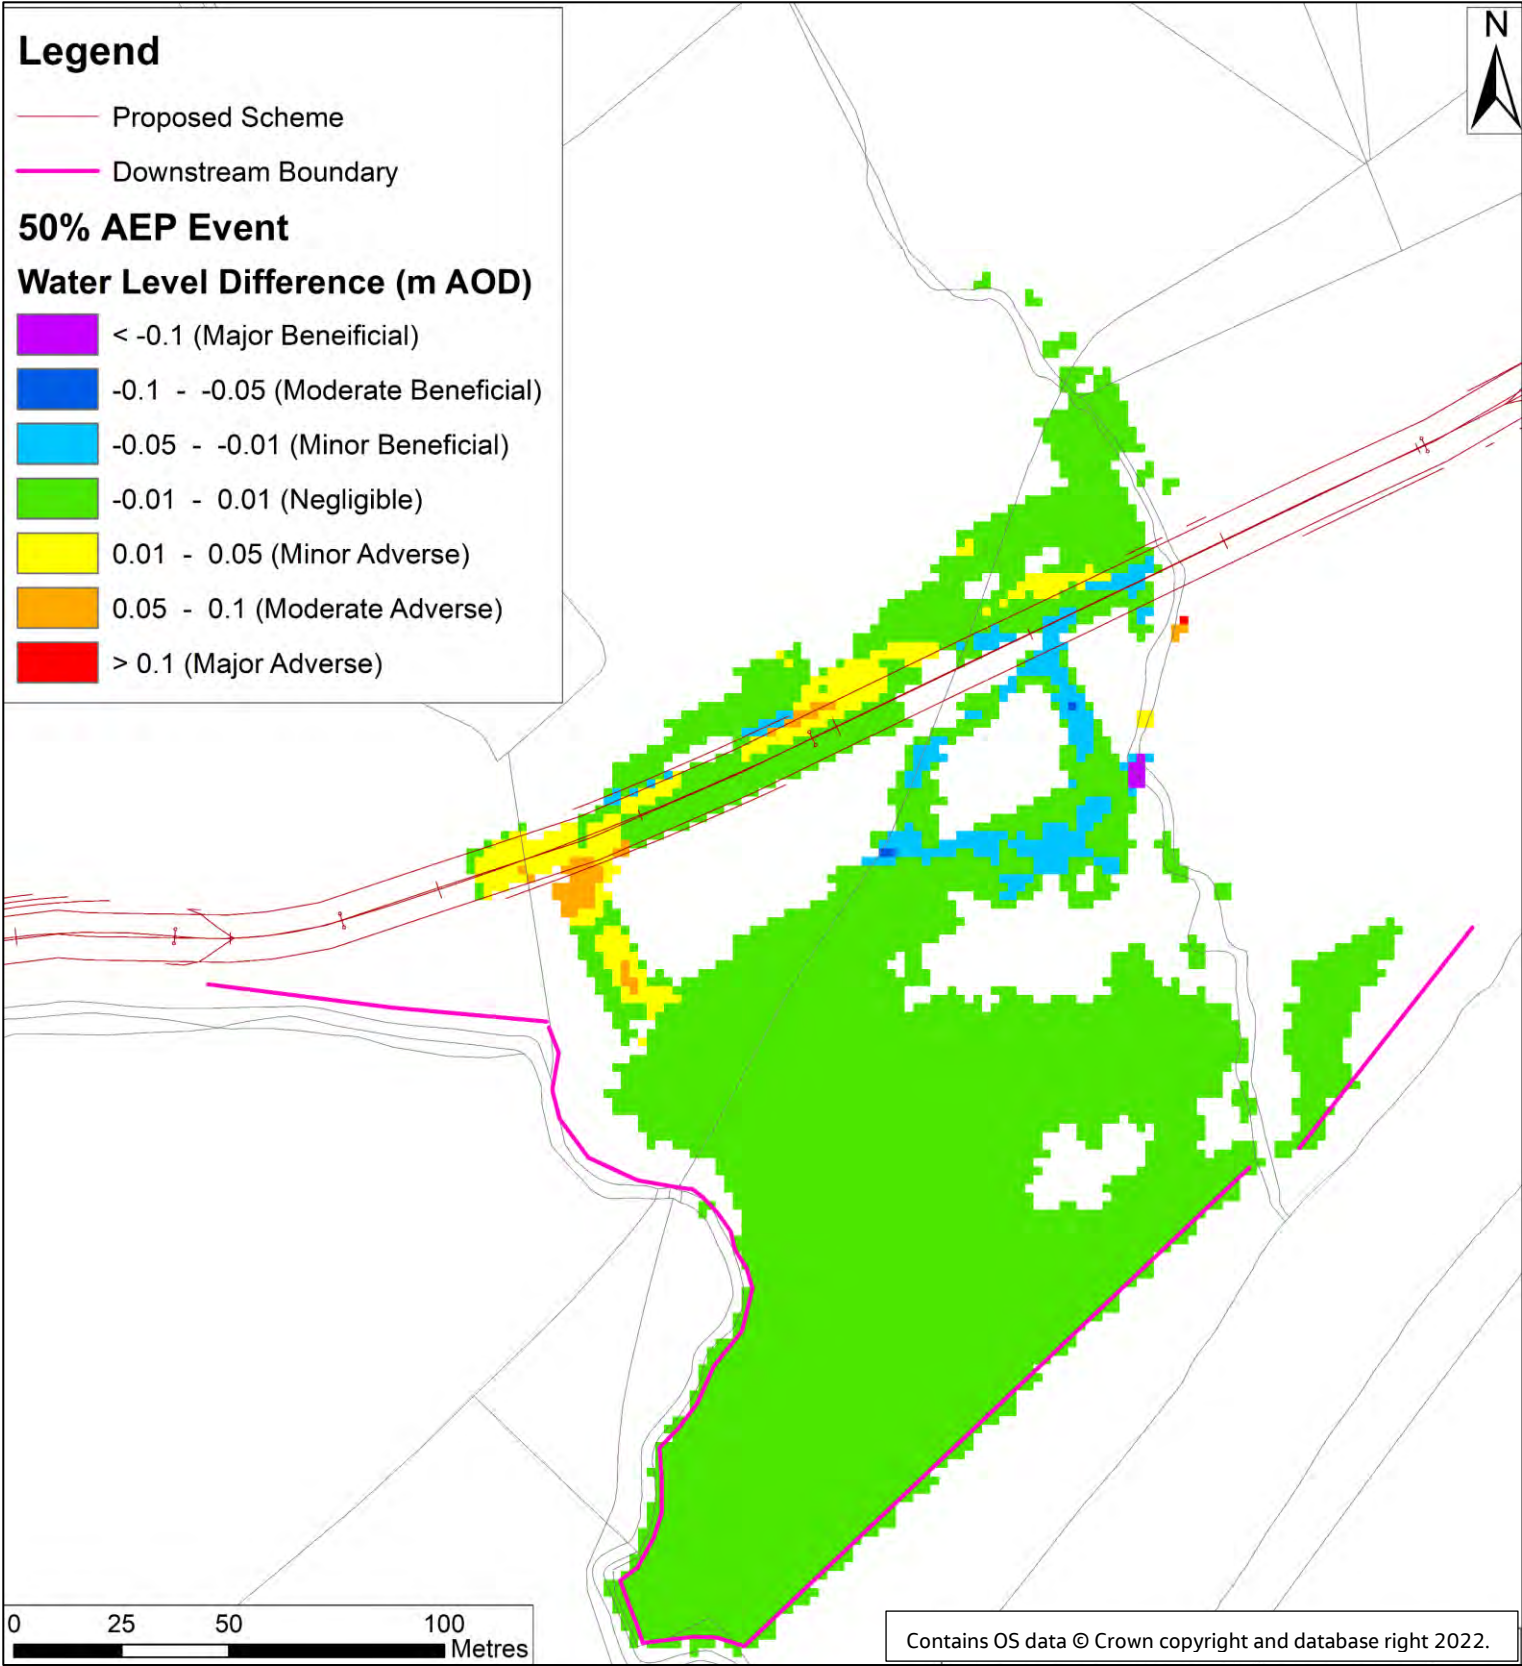 Legend
Proposed Scheme
Downstream Boundary
50% AEP Event
Water Level Difference (m AOD)
< -0.1 (Major Beneificial)
-0.1 - -0.05 (Moderate Beneficial)
-0.05 - -0.01 (Minor Beneficial)
-0.01 - 0.01 (Negligible)
0.01 - 0.05 (Minor Adverse)
0.05 - 0.1 (Moderate Adverse)
> 0.1 (Major Adverse)
N
0 25 50 100
Metres
Contains OS data © Crown copyright and database right 2022.